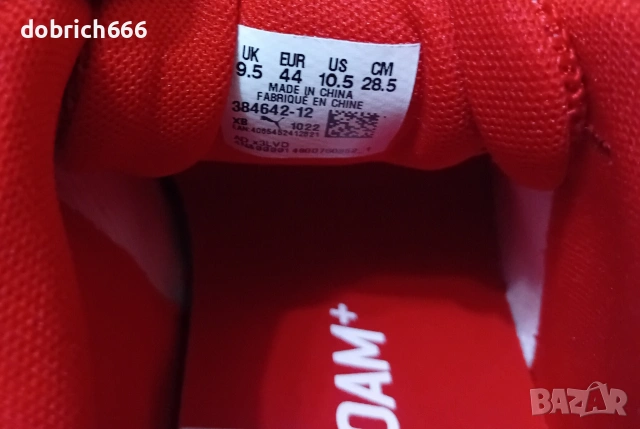 dobrich666
UK EUR US CM
9.5 44 10.5 28.5
MADE IN CHINA
FABRIQUÉ EN CHINE
384642-12
XB 1022
OAM+
BAZAR